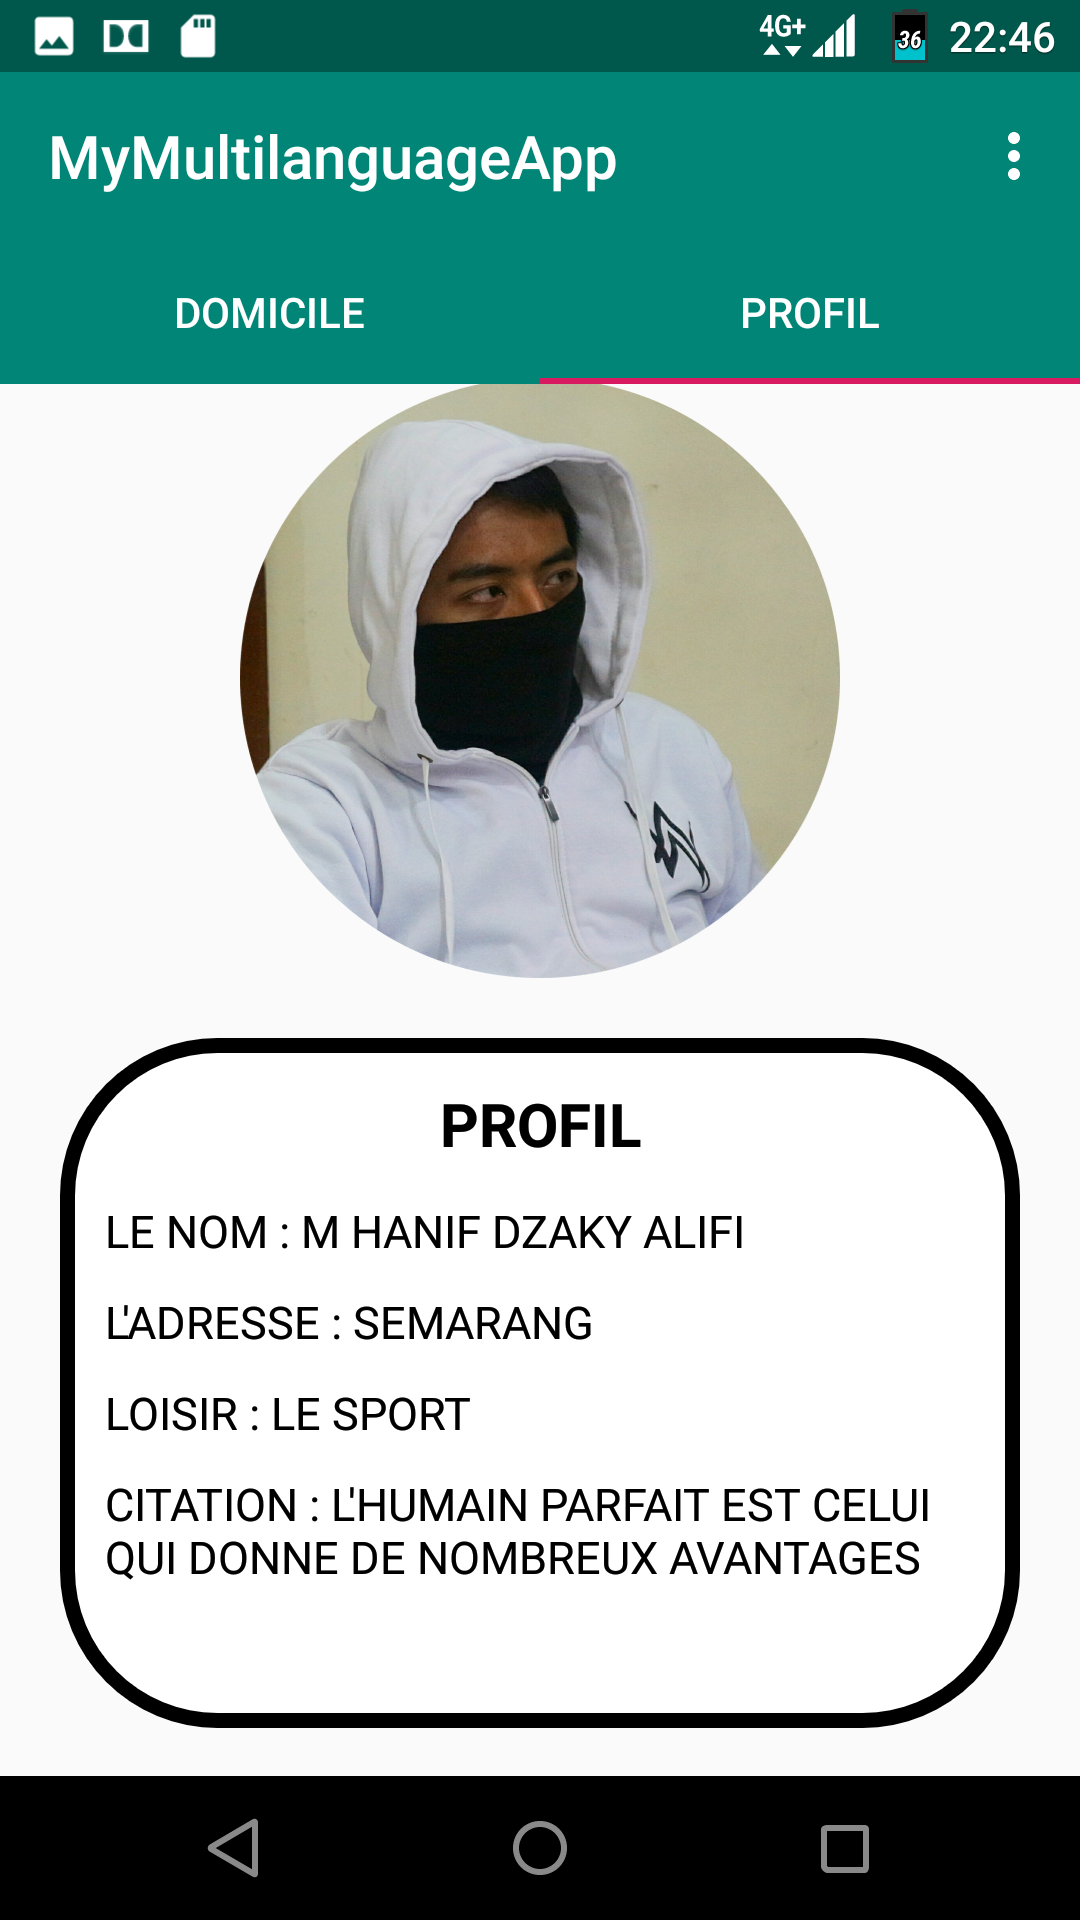 4G+ 36 22:46
MyMultilanguageApp
DOMICILE PROFIL
PROFIL
LE NOM : M HANIF DZAKY ALIFI
L'ADRESSE : SEMARANG
LOISIR : LE SPORT
CITATION : L'HUMAIN PARFAIT EST CELUI
QUI DONNE DE NOMBREUX AVANTAGES